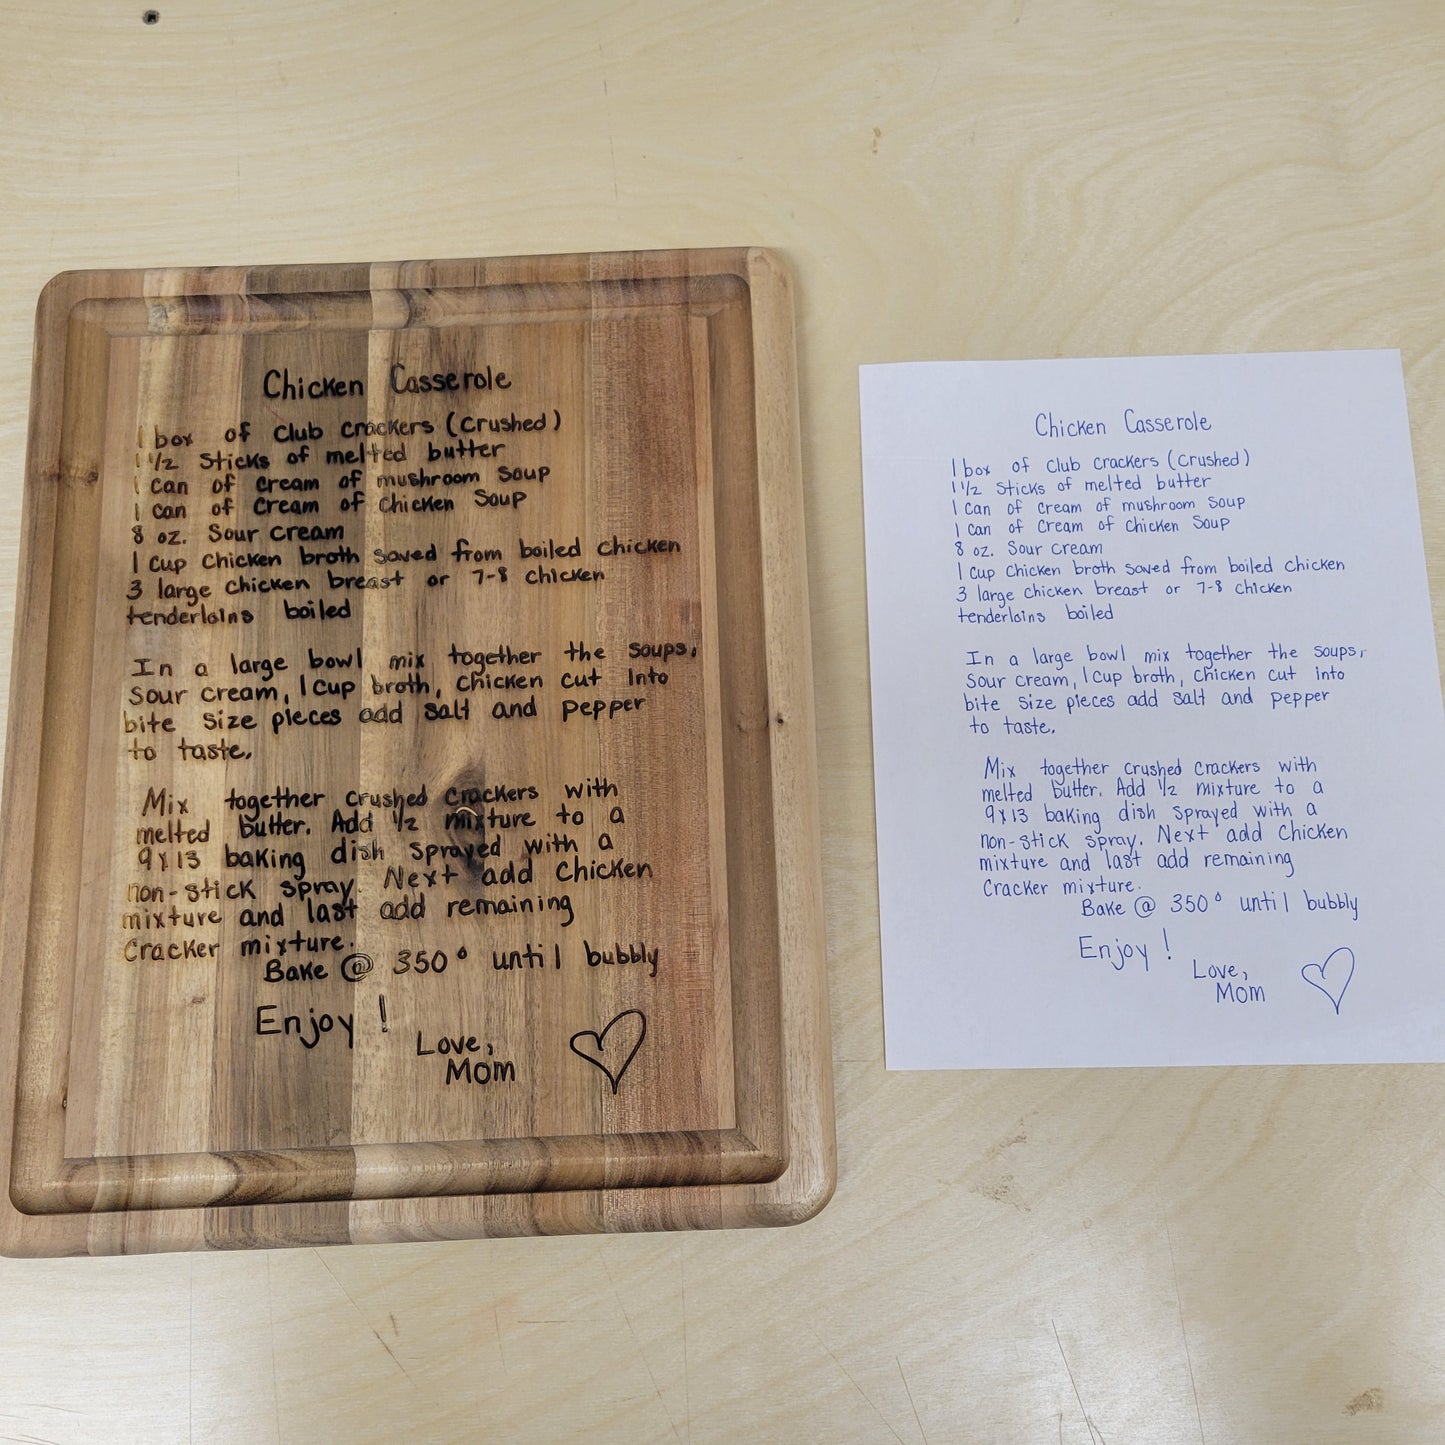 Chicken Casserole
1 box of Club Crackers (Crushed)
1 1/2 Sticks of melted butter
1 Can of Cream of mushroom Soup
1 Can of Cream of Chicken Soup
8 oz. Sour Cream
1 Cup Chicken broth saved from boiled Chicken
3 large chicken breast or 7-8 chicken
tenderloins boiled
In a large bowl mix together the soups,
Sour cream, 1 Cup broth, Chicken cut into
bite Size pieces add salt and pepper
to taste.
Mix together crushed Crackers with
melted butter. Add 1/2 mixture to a
9x13 baking dish Sprayed with a
non-stick spray. Next add Chicken
mixture and last add remaining
Cracker mixture.
Bake @ 350° until bubbly
Enjoy!
Love,
Mom
Chicken Casserole
1 box of Club Crackers (Crushed)
1 1/2 Sticks of melted butter
1 Can of Cream of mushroom Soup
1 Can of Cream of Chicken Soup
8 oz. Sour Cream
1 Cup Chicken broth saved from boiled Chicken
3 large chicken breast or 7-8 chicken
tenderloins boiled
In a large bowl mix together the soups,
Sour cream, 1 Cup broth, Chicken cut into
bite Size pieces add salt and pepper
to taste.
Mix together crushed Crackers with
melted butter. Add 1/2 mixture to a
9x13 baking dish Sprayed with a
non-stick spray. Next add Chicken
mixture and last add remaining
Cracker mixture.
Bake @ 350° until bubbly
Enjoy!
Love,
Mom